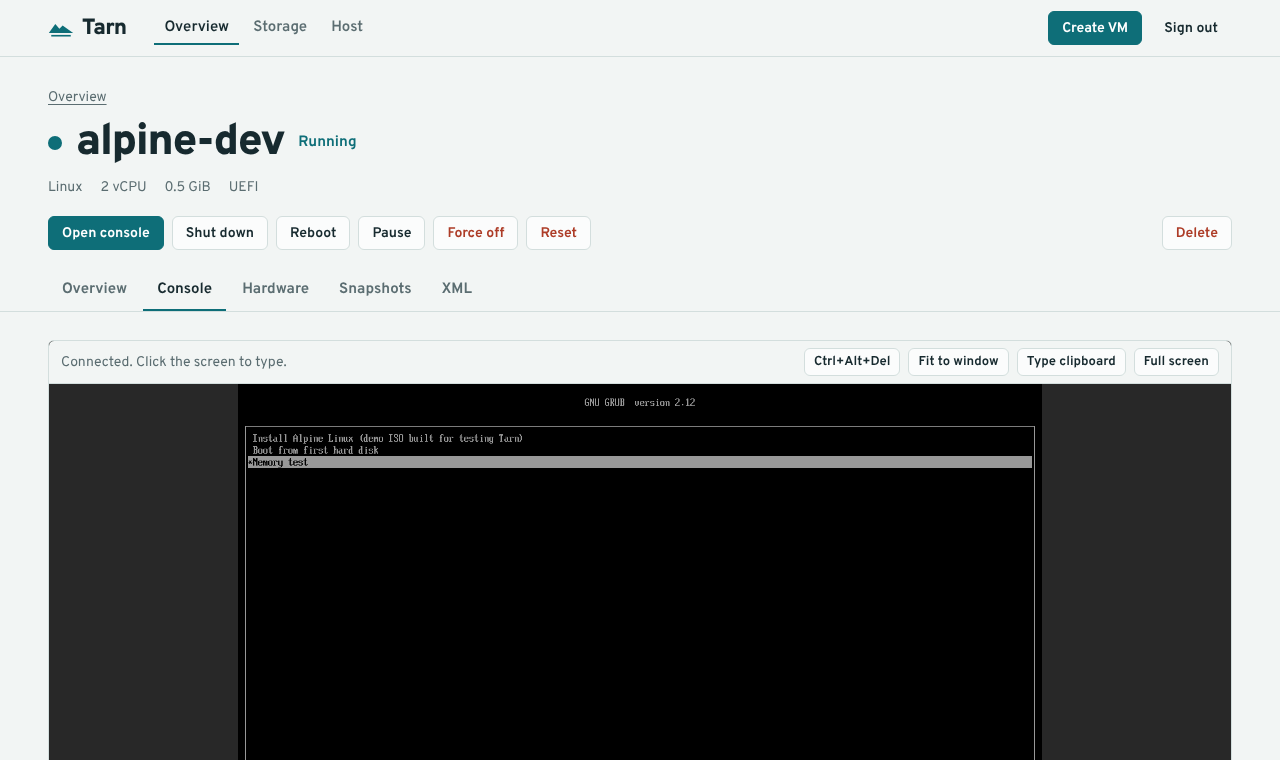 Tarn
Overview
Storage
Host
Create VM
Sign out
Overview
alpine-dev
Running
Linux
2 vCPU
0.5 GiB
UEFI
Open console
Shut down
Reboot
Pause
Force off
Reset
Delete
Overview
Console
Hardware
Snapshots
XML
Connected. Click the screen to type.
Ctrl+Alt+Del
Fit to window
Type clipboard
Full screen
GNU GRUB version 2.12
Install Alpine Linux (demo ISO built for testing Tarn)
Boot from first hard disk
*Memory test